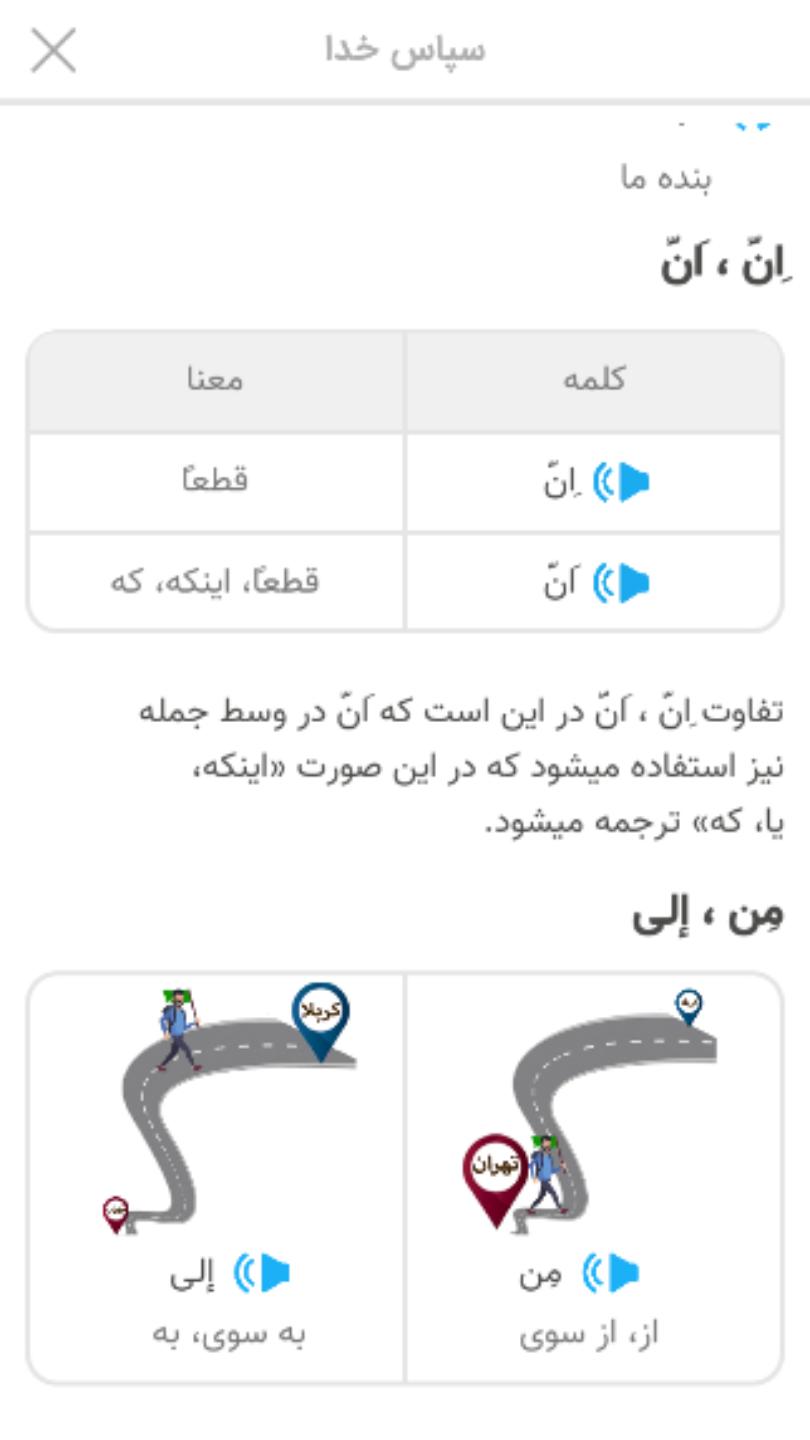 سپاس خدا
بنده ما
اِنّ ، اَنّ
کلمه
معنا
اِنّ
قطعاً
اَنّ
قطعاً، اینکه، که
تفاوت اِنّ ، اَنّ در این است که اَنّ در وسط جمله
نیز استفاده میشود که در این صورت «اینکه،
یا، که» ترجمه میشود.
مِن ، إلی
تهران
کربلا
مِن
إلی
از، از سوی
به سوی، به